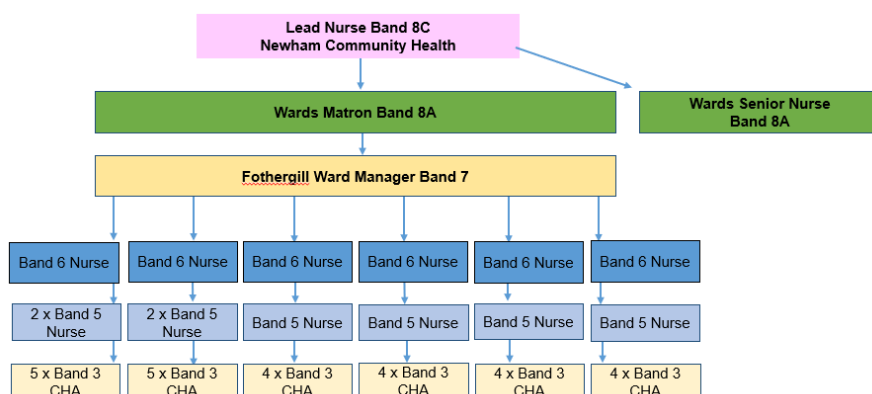 Lead Nurse Band 8C
Newham Community Health
Wards Matron Band 8A
Wards Senior Nurse
Band 8A
Fothergill Ward Manager Band 7
Band 6 Nurse
Band 6 Nurse
Band 6 Nurse
Band 6 Nurse
Band 6 Nurse
Band 6 Nurse
2 x Band 5
Nurse
2 x Band 5
Nurse
Band 5 Nurse
Band 5 Nurse
Band 5 Nurse
Band 5 Nurse
5 x Band 3
CHA
5 x Band 3
CHA
4 x Band 3
CHA
4 x Band 3
CHA
4 x Band 3
CHA
4 x Band 3
CHA